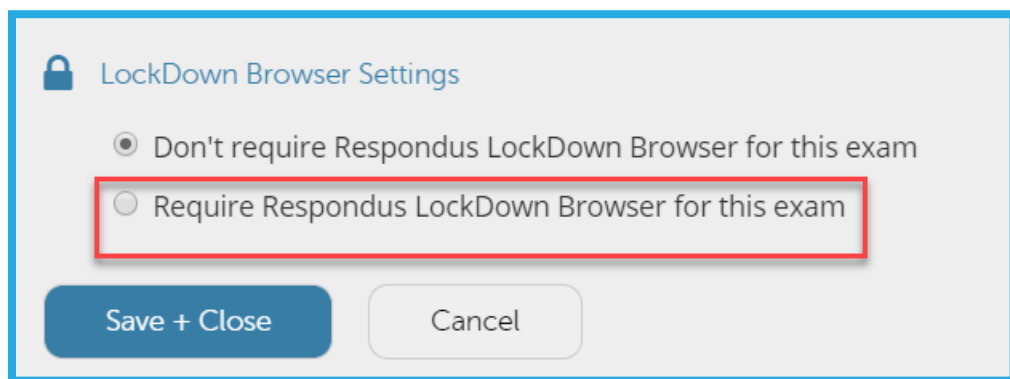 LockDown Browser Settings
Don't require Respondus LockDown Browser for this exam
Require Respondus LockDown Browser for this exam
Save + Close
Cancel